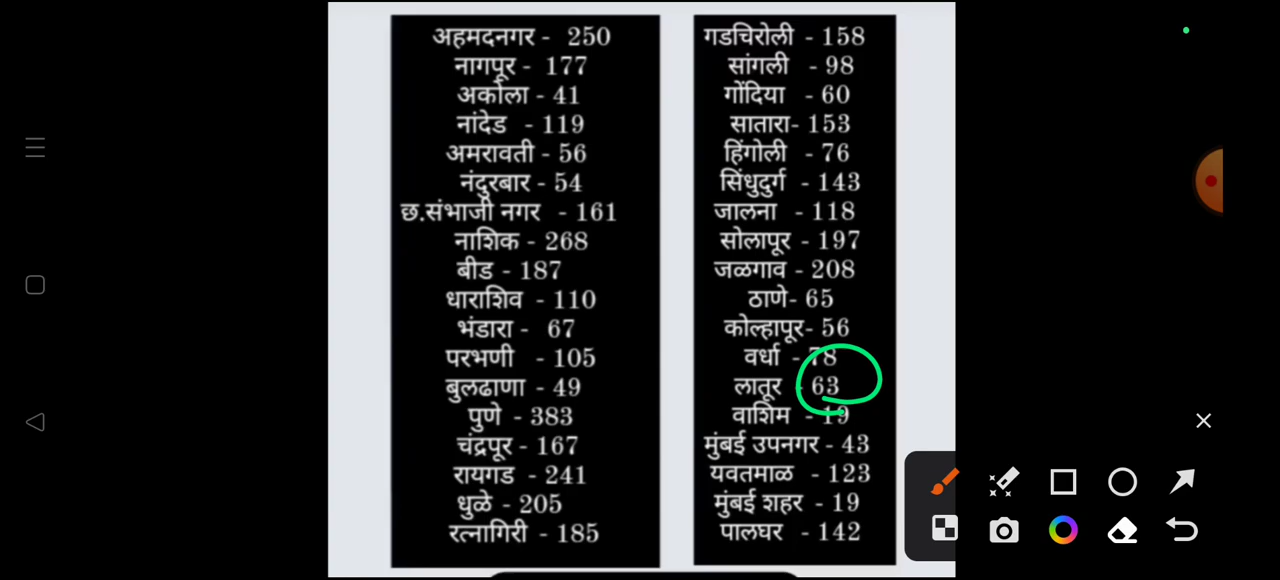 अहमदनगर - 250
नागपूर - 177
अकोला - 41
नांदेड - 119
अमरावती - 56
नंदुरबार - 54
छ.संभाजी नगर - 161
नाशिक - 268
बीड - 187
धाराशिव - 110
भंडारा - 67
परभणी - 105
बुलढाणा - 49
पुणे - 383
चंद्रपूर - 167
रायगड - 241
धुळे - 205
रत्नागिरी - 185
गडचिरोली - 158
सांगली - 98
गोंदिया - 60
सातारा- 153
हिंगोली - 76
सिंधुदुर्ग - 143
जालना - 118
सोलापूर - 197
जळगाव - 208
ठाणे- 65
कोल्हापूर- 56
वर्धा - 78
लातूर - 63
वाशिम - 19
मुंबई उपनगर - 43
यवतमाळ - 123
मुंबई शहर - 19
पालघर - 142